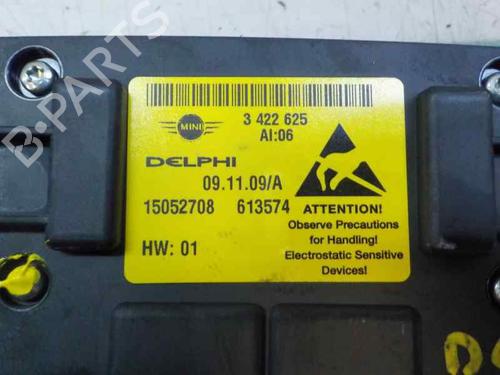 B-PARTS
MINI
3 422 625
AI:06
DELPHI
09.11.09/A
15052708 613574
HW: 01
ATTENTION!
Observe Precautions
for Handling!
Electrostatic Sensitive
Devices!